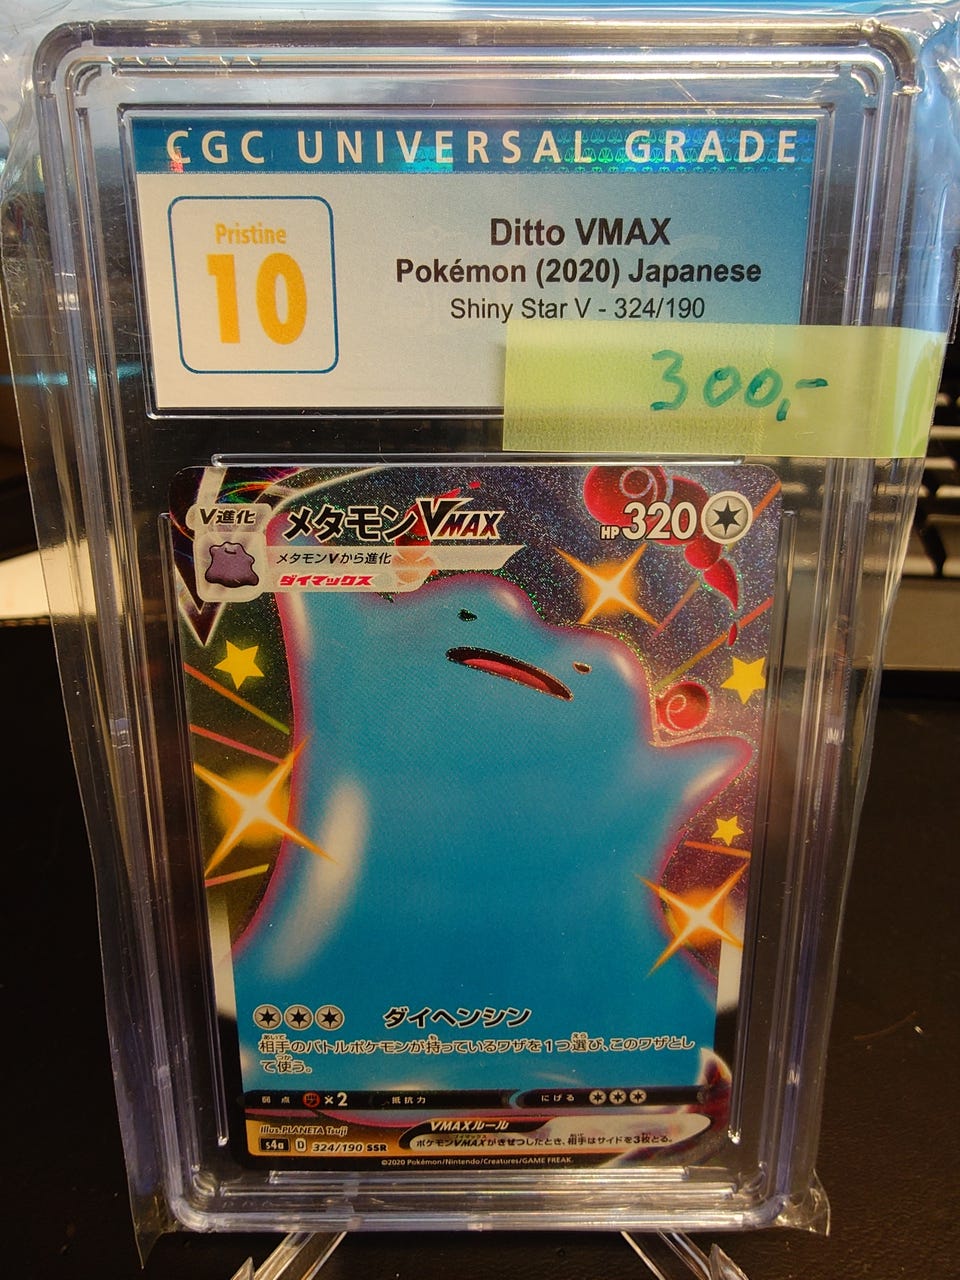 CGC UNIVERSAL GRADE
Pristine
10
Ditto VMAX
Pokémon (2020) Japanese
Shiny Star V - 324/190
300,-
V進化
メタモンVMAX
HP320
メタモンVから進化
ダイマックス
ダイヘンシン
相手のバトルポケモンが持っているワザを1つ選び、このワザとし
て使う。
弱点 ×2 抵抗力 にげる
Illus.PLANETA Tsuji
VMAXルール
ポケモンVMAXがきぜつしたとき、相手はサイドを3枚とる。
s4a D 324/190 SSR
©2020 Pokémon/Nintendo/Creatures/GAME FREAK.